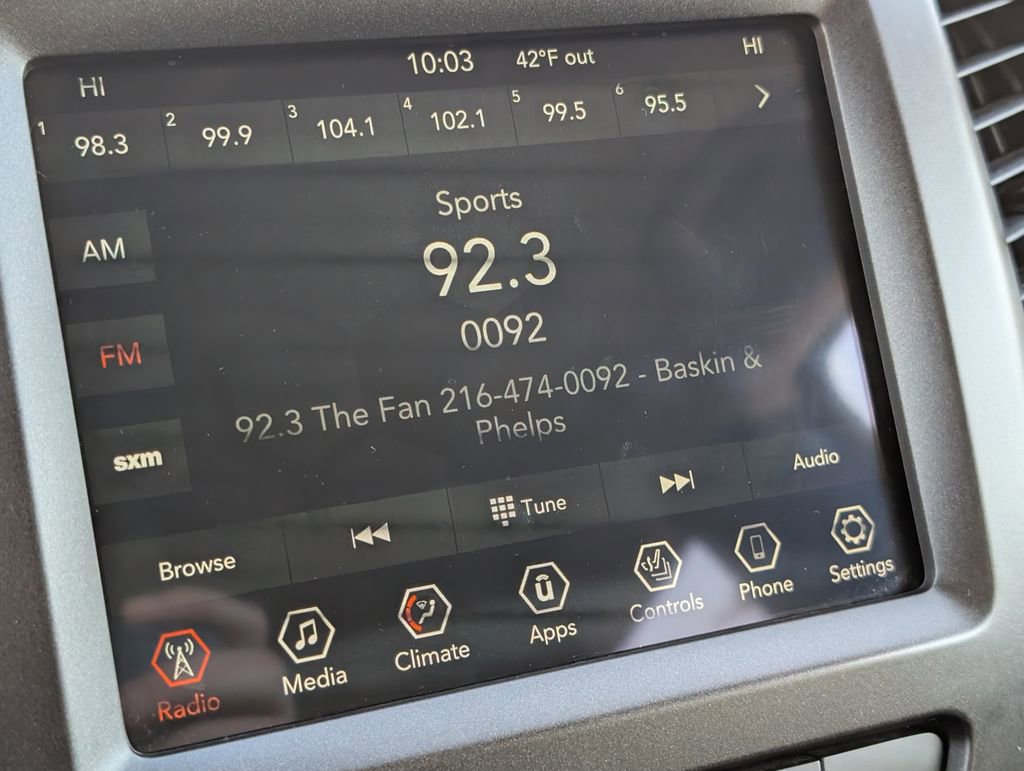 HI 10:03 42°F out HI
1 98.3 2 99.9 3 104.1 4 102.1 5 99.5 6 95.5
Sports
AM
92.3
0092
FM
92.3 The Fan 216-474-0092 - Baskin &
Phelps
sxm
Browse Tune Audio
Radio Media Climate Apps Controls Phone Settings